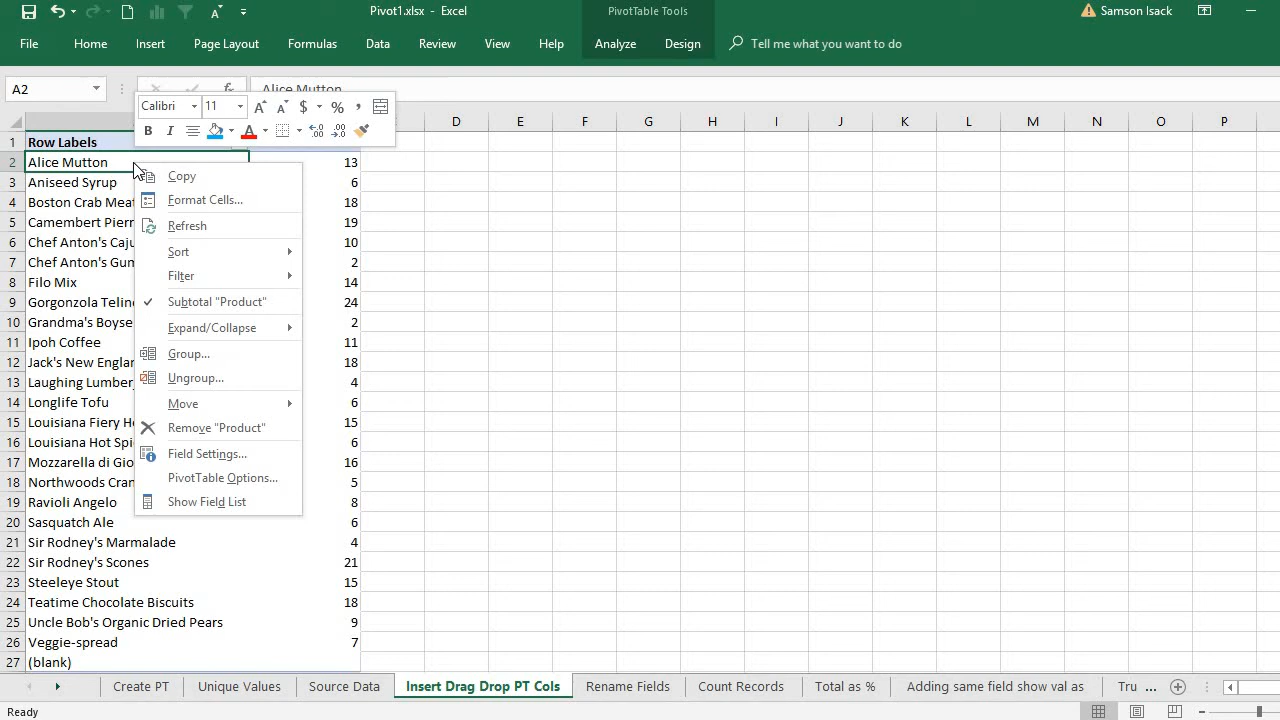 Pivot1.xlsx - Excel
PivotTable Tools
Samson Isack
File Home Insert Page Layout Formulas Data Review View Help Analyze Design Tell me what you want to do
A2
Alice Mutton
Calibri 11 A A $ % ,
B I A
D E F G H I J K L M N O P
1 Row Labels
2 Alice Mutton 13
3 Aniseed Syrup 6
4 Boston Crab Meat 18
5 Camembert Pierr 19
6 Chef Anton's Caju 10
7 Chef Anton's Gum 2
8 Filo Mix 14
9 Gorgonzola Telino 24
10 Grandma's Boyse 2
11 Ipoh Coffee 11
12 Jack's New Englan 18
13 Laughing Lumber 4
14 Longlife Tofu 6
15 Louisiana Fiery H 15
16 Louisiana Hot Spi 6
17 Mozzarella di Gio 16
18 Northwoods Cran 5
19 Ravioli Angelo 8
20 Sasquatch Ale 6
21 Sir Rodney's Marmalade 4
22 Sir Rodney's Scones 21
23 Steeleye Stout 15
24 Teatime Chocolate Biscuits 18
25 Uncle Bob's Organic Dried Pears 9
26 Veggie-spread 7
27 (blank)
Copy
Format Cells...
Refresh
Sort
Filter
Subtotal "Product"
Expand/Collapse
Group...
Ungroup...
Move
Remove "Product"
Field Settings...
PivotTable Options...
Show Field List
Create PT Unique Values Source Data Insert Drag Drop PT Cols Rename Fields Count Records Total as % Adding same field show val as Tru ...
Ready